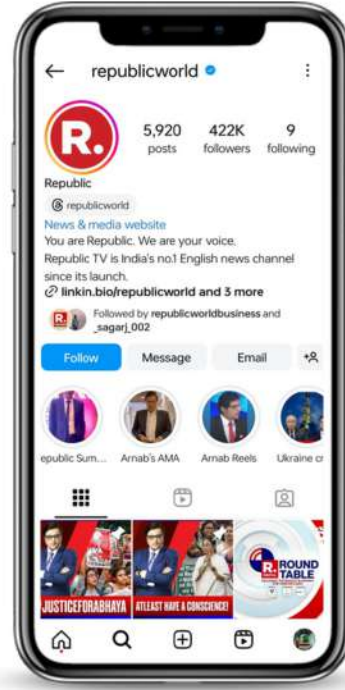 republicworld
R.
5,920
posts
422K
followers
9
following
Republic
republicworld
News & media website
You are Republic. We are your voice.
Republic TV is India's no.1 English news channel
since its launch.
linkin.bio/republicworld and 3 more
R.
Followed by republicworldbusiness and
_sagarj_002
Follow
Message
Email
epublic Sum...
Arnab's AMA
Arnab Reels
Ukraine cr
JUSTICEFORABHAYA
ATLEAST HAVE A CONSCIENCE!
R.
ROUND
TABLE